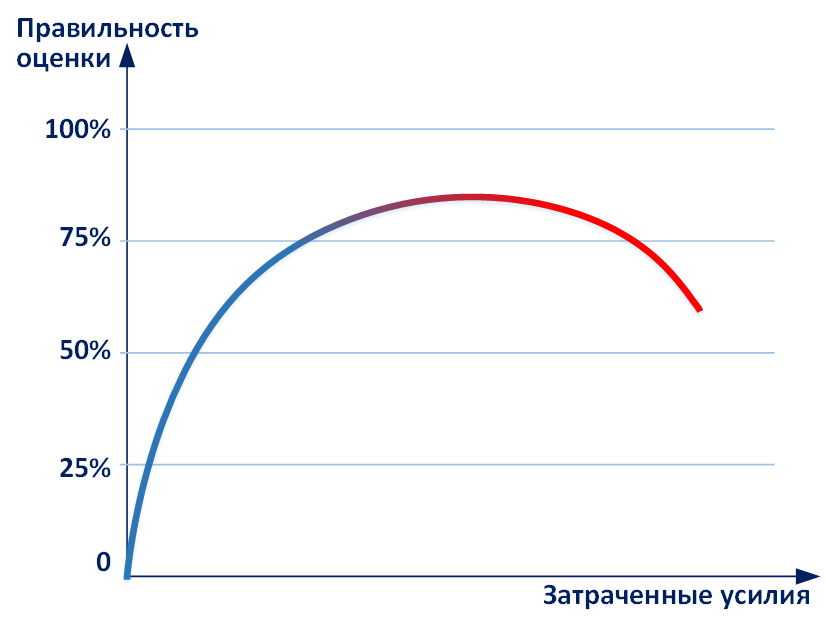 Правильность
оценки
100%
75%
50%
25%
0
Затраченные усилия